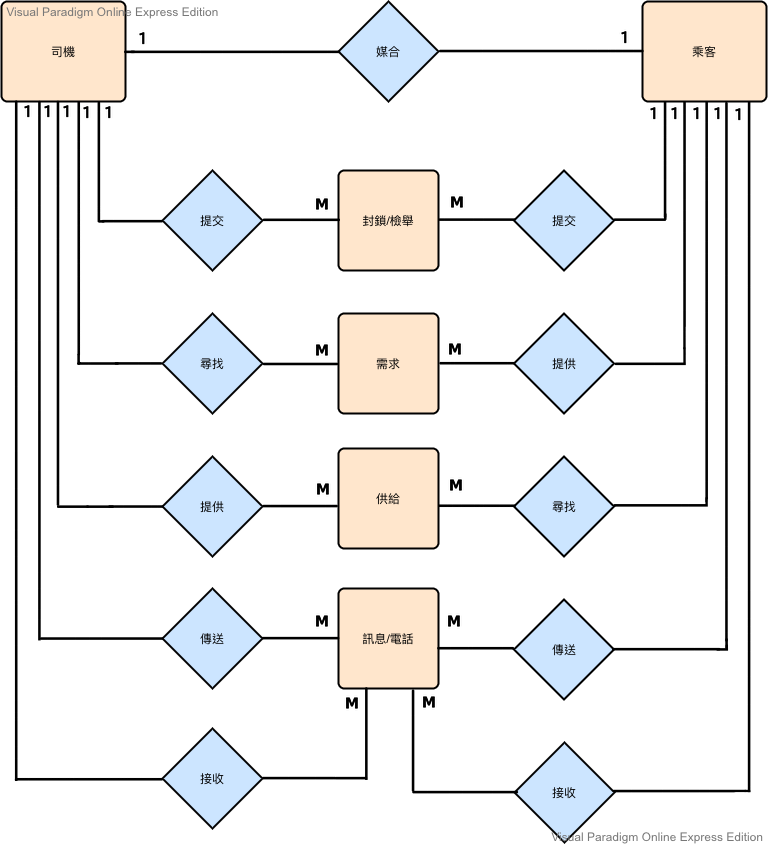 Visual Paradigm Online Express Edition
司機
1
媒合
1
乘客
1 1 1 1 1
1 1 1 1 1
提交
M
封鎖/檢舉
M
提交
尋找
M
需求
M
提供
提供
M
供給
M
尋找
傳送
M
訊息/電話
M
傳送
M
M
接收
接收
Visual Paradigm Online Express Edition